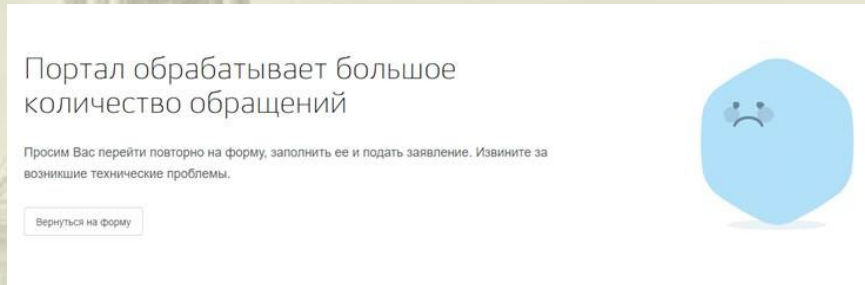 Портал обрабатывает большое
количество обращений
Просим Вас перейти повторно на форму, заполнить ее и подать заявление. Извините за
возникшие технические проблемы.
Вернуться на форму